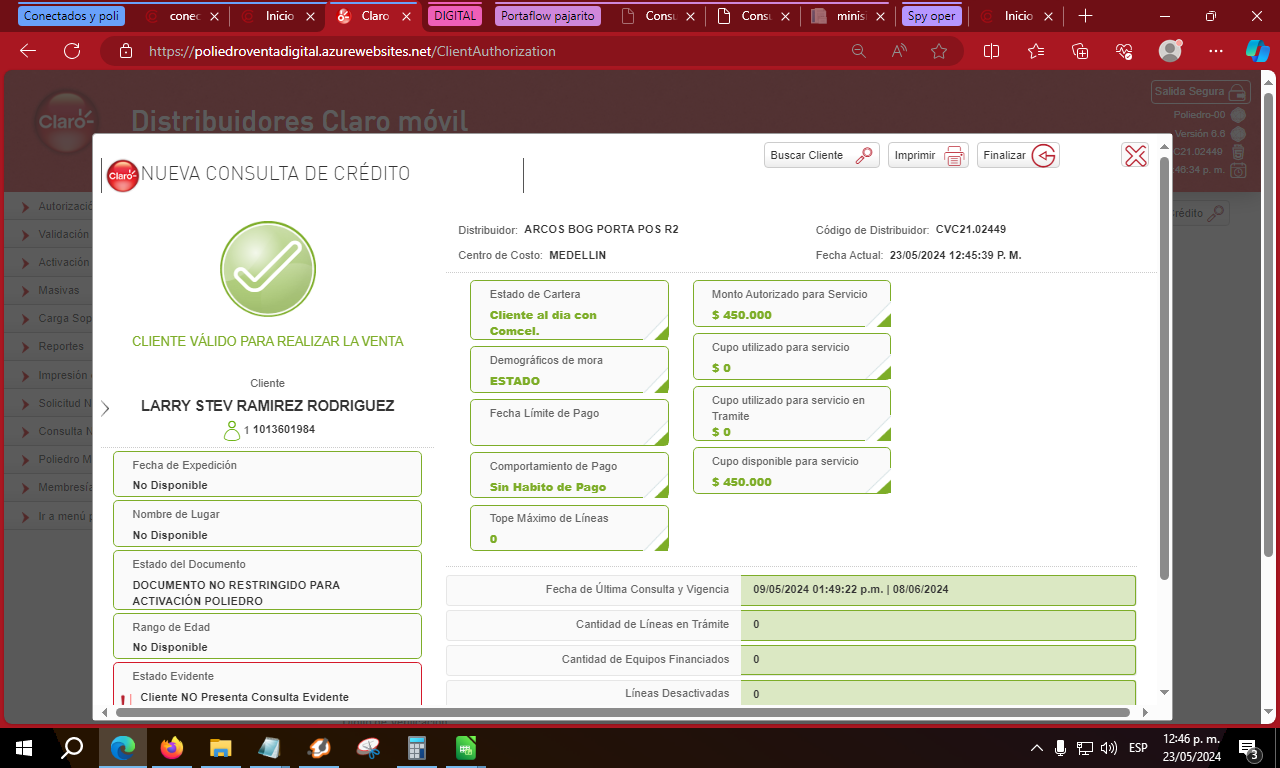 Conectados y poli
conec
Inicio
Claro
DIGITAL
Portaflow pajarito
Consu
Consu
minis
Spy oper
Inicio
https://poliedroventadigital.azurewebsites.net/ClientAuthorization
Claro
Distribuidores Claro móvil
Salida Segura
Poliedro-00
Versión 6.6
C21.02449
46:34 p. m.
Autorizació
Validación
Activación
Masivas
Carga Sop
Reportes
Impresión
Solicitud N
Consulta N
Poliedro M
Membresía
Ir a menú p
rédito
Claro
NUEVA CONSULTA DE CRÉDITO
Buscar Cliente
Imprimir
Finalizar
CLIENTE VÁLIDO PARA REALIZAR LA VENTA
Cliente
LARRY STEV RAMIREZ RODRIGUEZ
1 1013601984
Fecha de Expedición
No Disponible
Nombre de Lugar
No Disponible
Estado del Documento
DOCUMENTO NO RESTRINGIDO PARA
ACTIVACIÓN POLIEDRO
Rango de Edad
No Disponible
Estado Evidente
Cliente NO Presenta Consulta Evidente
Distribuidor: ARCOS BOG PORTA POS R2
Código de Distribuidor: CVC21.02449
Centro de Costo: MEDELLIN
Fecha Actual: 23/05/2024 12:45:39 P. M.
Estado de Cartera
Cliente al dia con
Comcel.
Demográficos de mora
ESTADO
Fecha Límite de Pago
Comportamiento de Pago
Sin Habito de Pago
Tope Máximo de Líneas
0
Monto Autorizado para Servicio
$ 450.000
Cupo utilizado para servicio
$ 0
Cupo utilizado para servicio en
Tramite
$ 0
Cupo disponible para servicio
$ 450.000
Fecha de Última Consulta y Vigencia
09/05/2024 01:49:22 p.m. | 08/06/2024
Cantidad de Líneas en Trámite
0
Cantidad de Equipos Financiados
0
Líneas Desactivadas
0
ESP
12:46 p. m.
23/05/2024
3